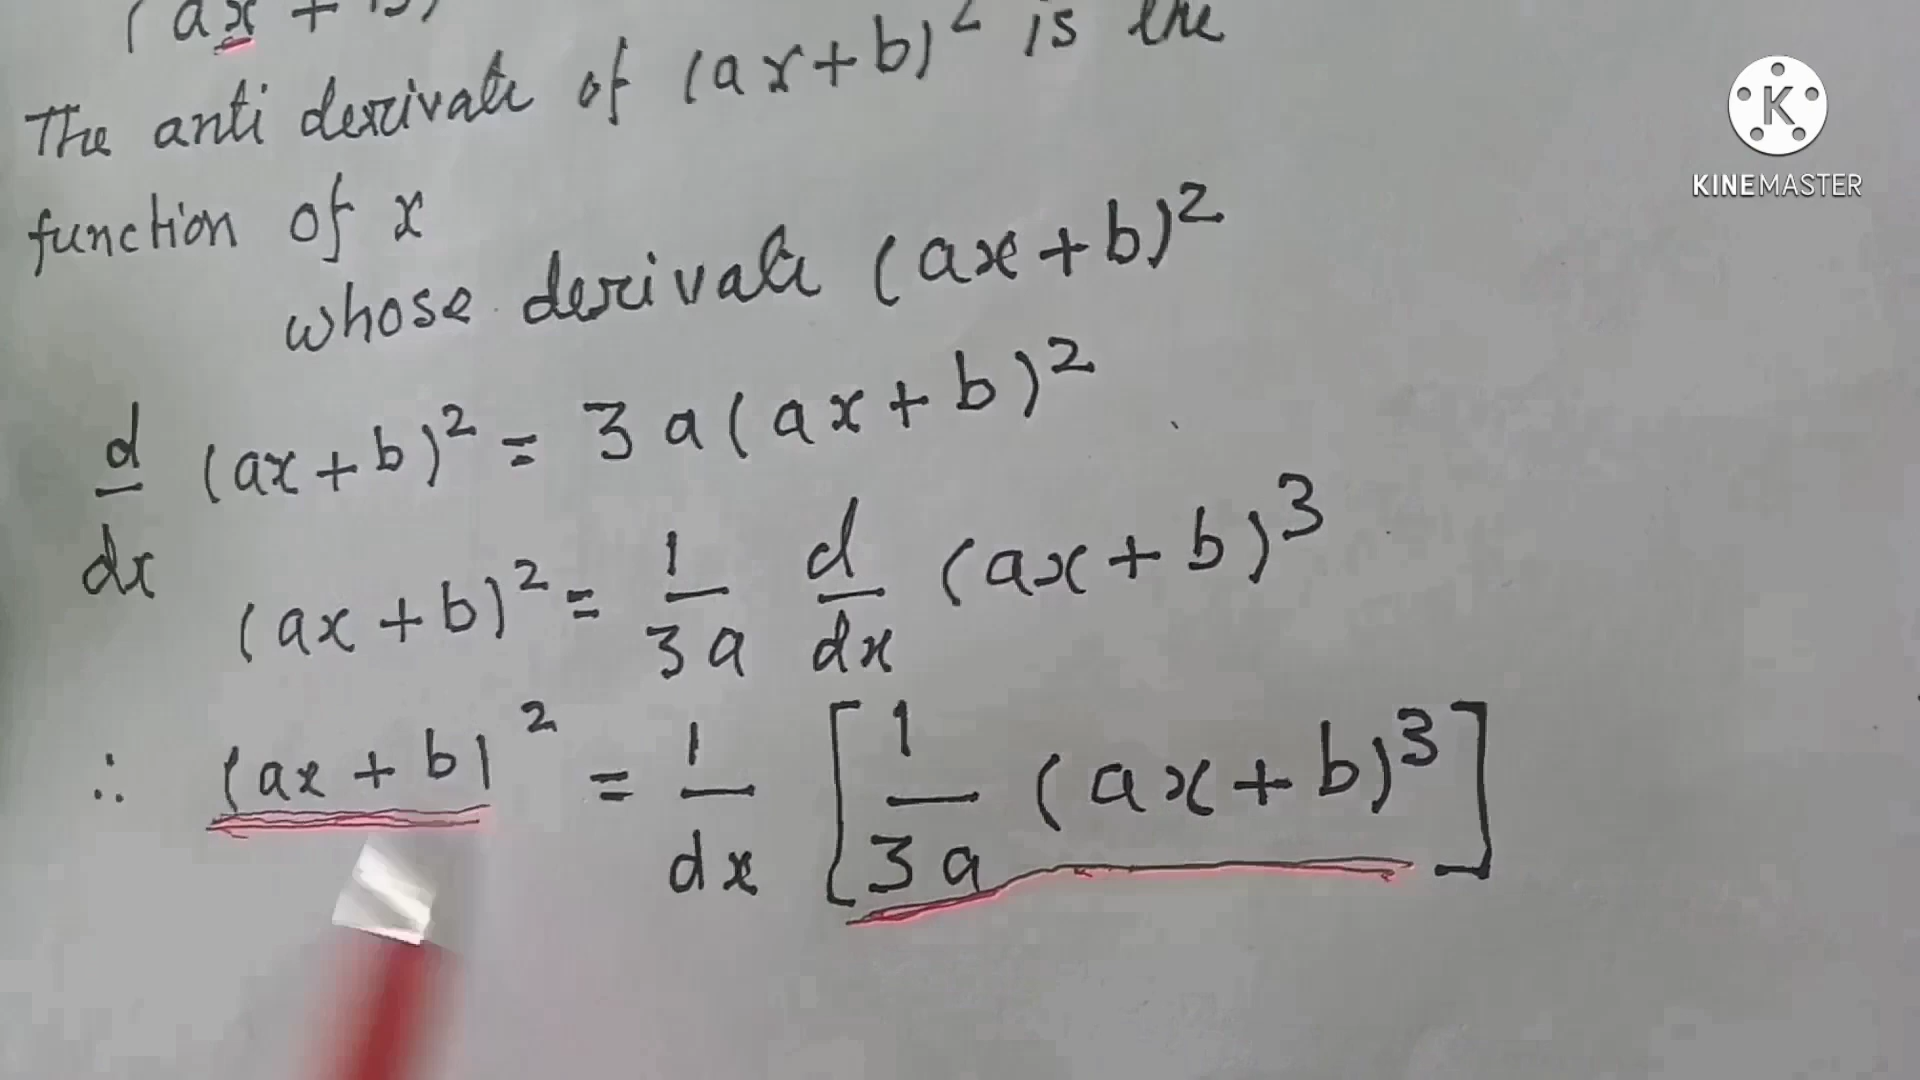 (ax + b)
The anti derivate of (ax+b)² is the
function of x
whose derivate (ax+b)²
d/dx (ax+b)² = 3a(ax+b)²
(ax+b)² = 1/3a d/dx (ax+b)³
∴ (ax+b)² = 1/dx [1/3a (ax+b)³]
K
KINEMASTER